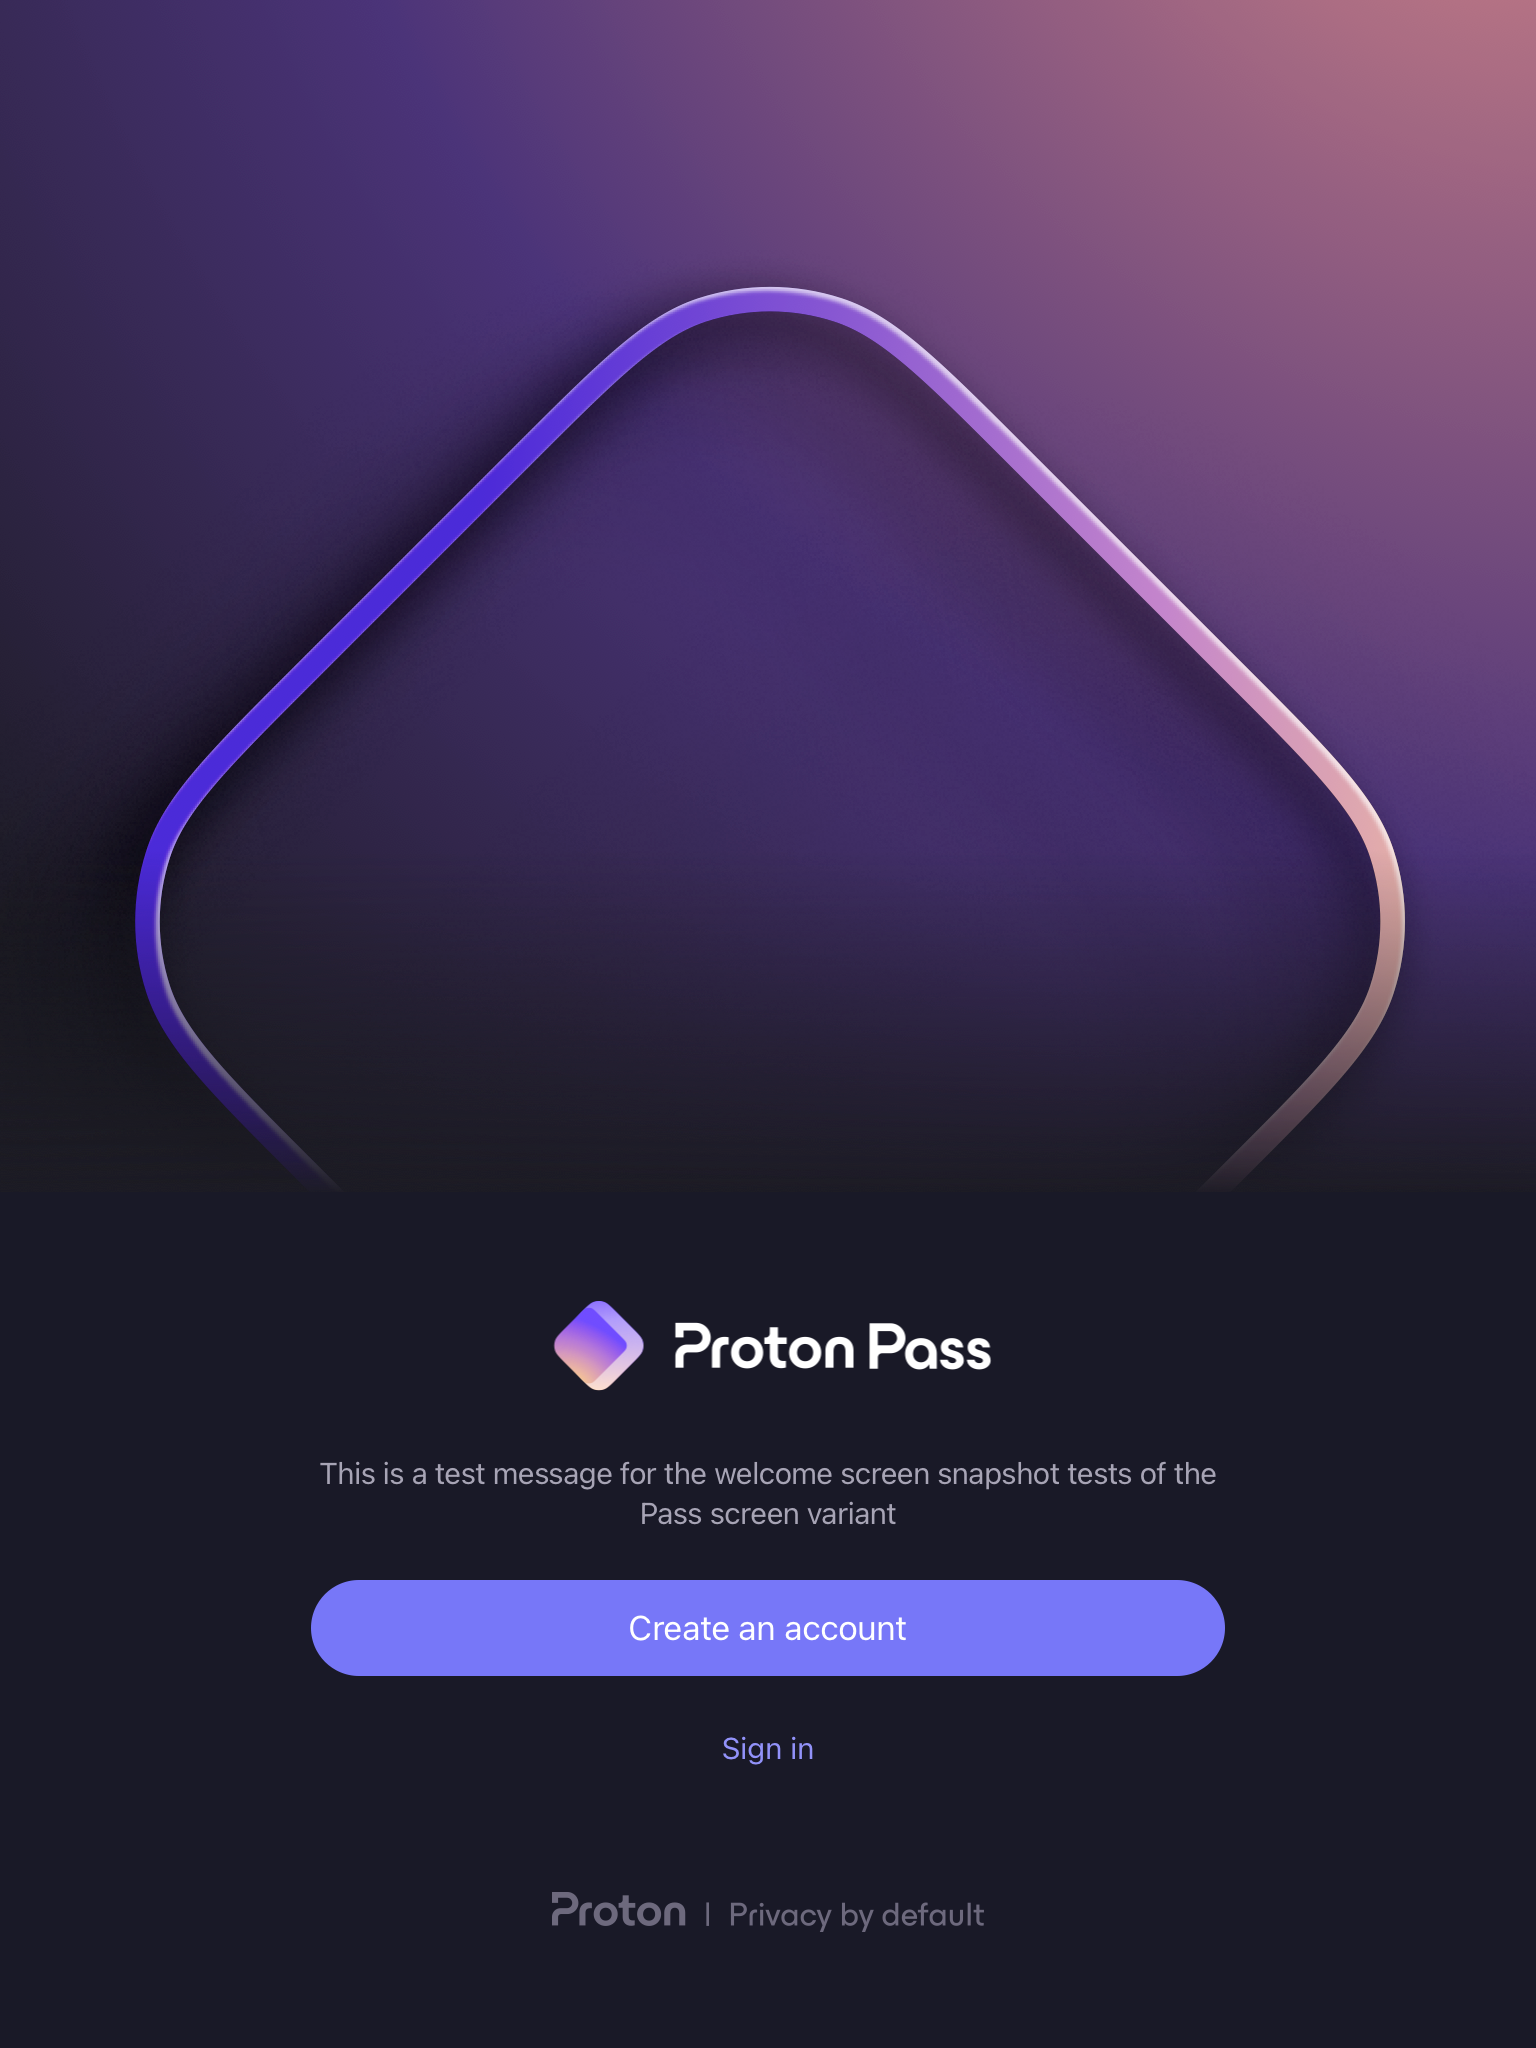 Proton Pass
This is a test message for the welcome screen snapshot tests of the
Pass screen variant
Create an account
Sign in
Proton | Privacy by default